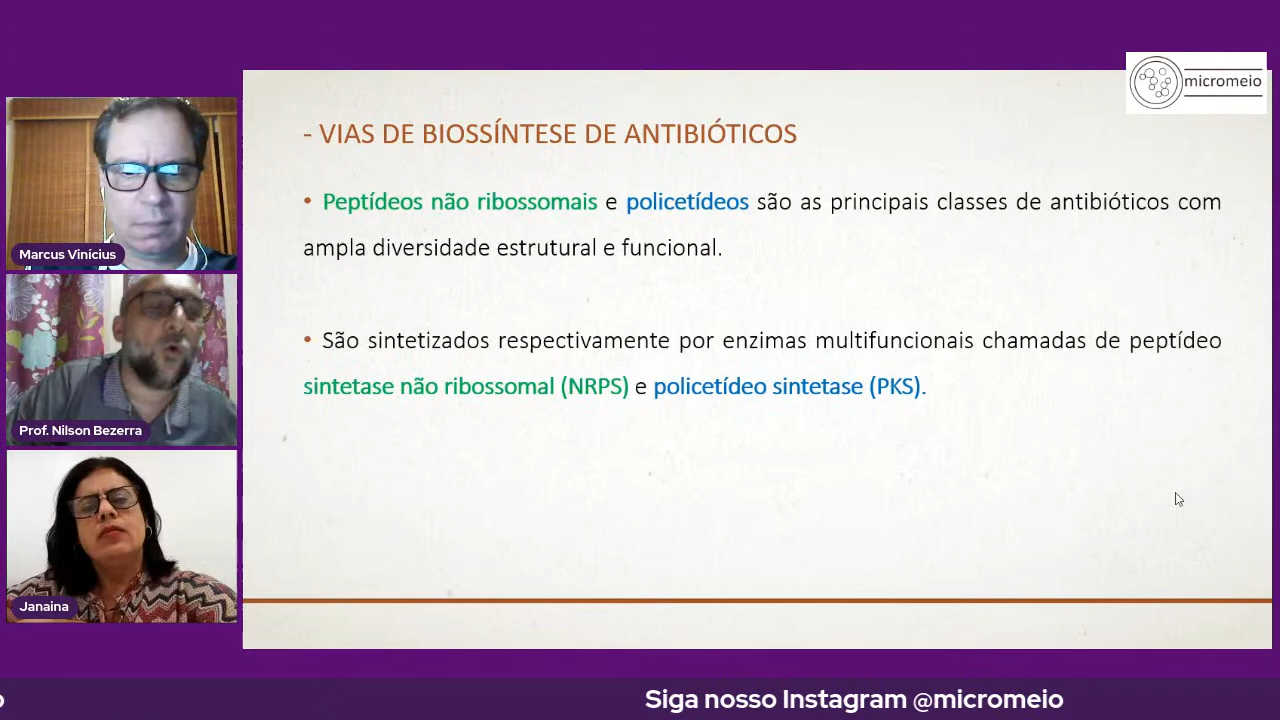 micromeio
- VIAS DE BIOSSÍNTESE DE ANTIBIÓTICOS
• Peptídeos não ribossomais e policetídeos são as principais classes de antibióticos com
ampla diversidade estrutural e funcional.
• São sintetizados respectivamente por enzimas multifuncionais chamadas de peptídeo
sintetase não ribossomal (NRPS) e policetídeo sintetase (PKS).
Marcus Vinícius
Prof. Nilson Bezerra
Janaina
Siga nosso Instagram @micromeio